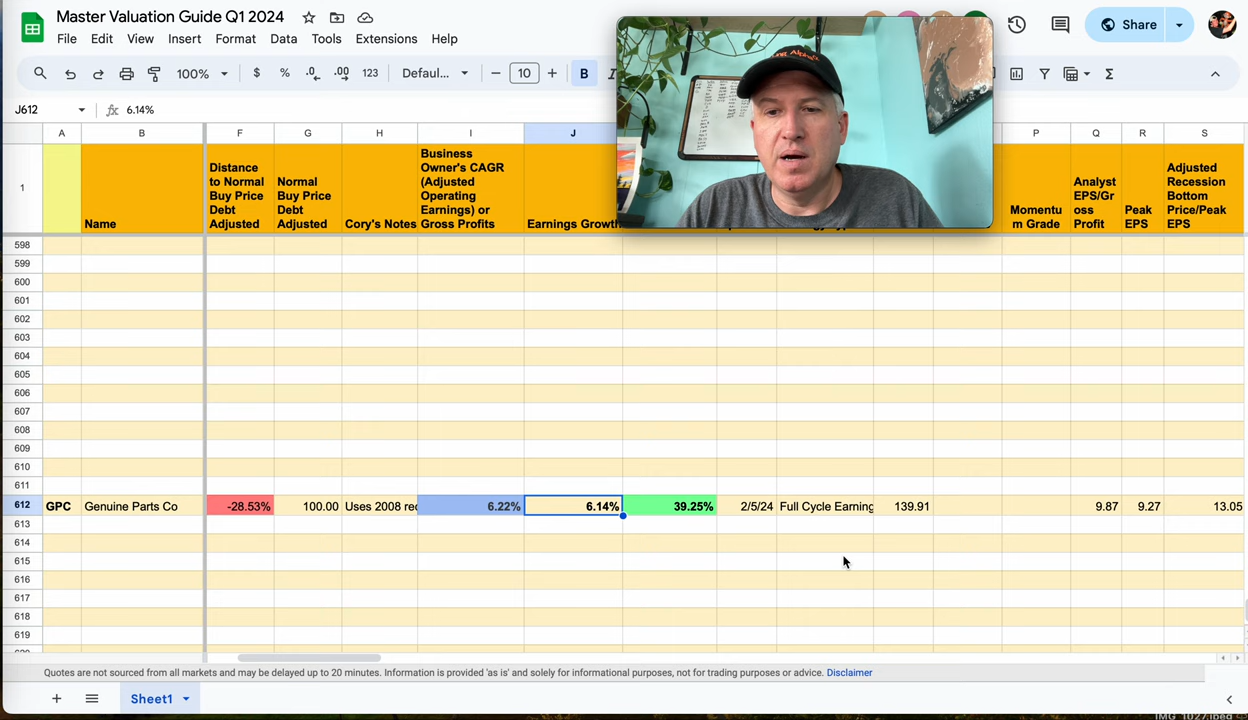 Master Valuation Guide Q1 2024
File Edit View Insert Format Data Tools Extensions Help
Share
100% $ % .0 .00 123 Defaul... 10 B
J612 fx 6.14%
A B F G H I J P Q R S
1
Name
Distance
to Normal
Buy Price
Debt
Adjusted
Normal
Buy Price
Debt
Adjusted
Cory's Notes
Business
Owner's CAGR
(Adjusted
Operating
Earnings) or
Gross Profits
Earnings Growth
Momentu
m Grade
Analyst
EPS/Gr
oss
Profit
Peak
EPS
Adjusted
Recession
Bottom
Price/Peak
EPS
598
599
600
601
602
603
604
605
606
607
608
609
610
611
612 GPC Genuine Parts Co -28.53% 100.00 Uses 2008 rec 6.22% 6.14% 39.25% 2/5/24 Full Cycle Earning 139.91 9.87 9.27 13.05
613
614
615
616
617
618
619
Quotes are not sourced from all markets and may be delayed up to 20 minutes. Information is provided 'as is' and solely for informational purposes, not for trading purposes or advice. Disclaimer
Sheet1
IMG_1027.jpeg